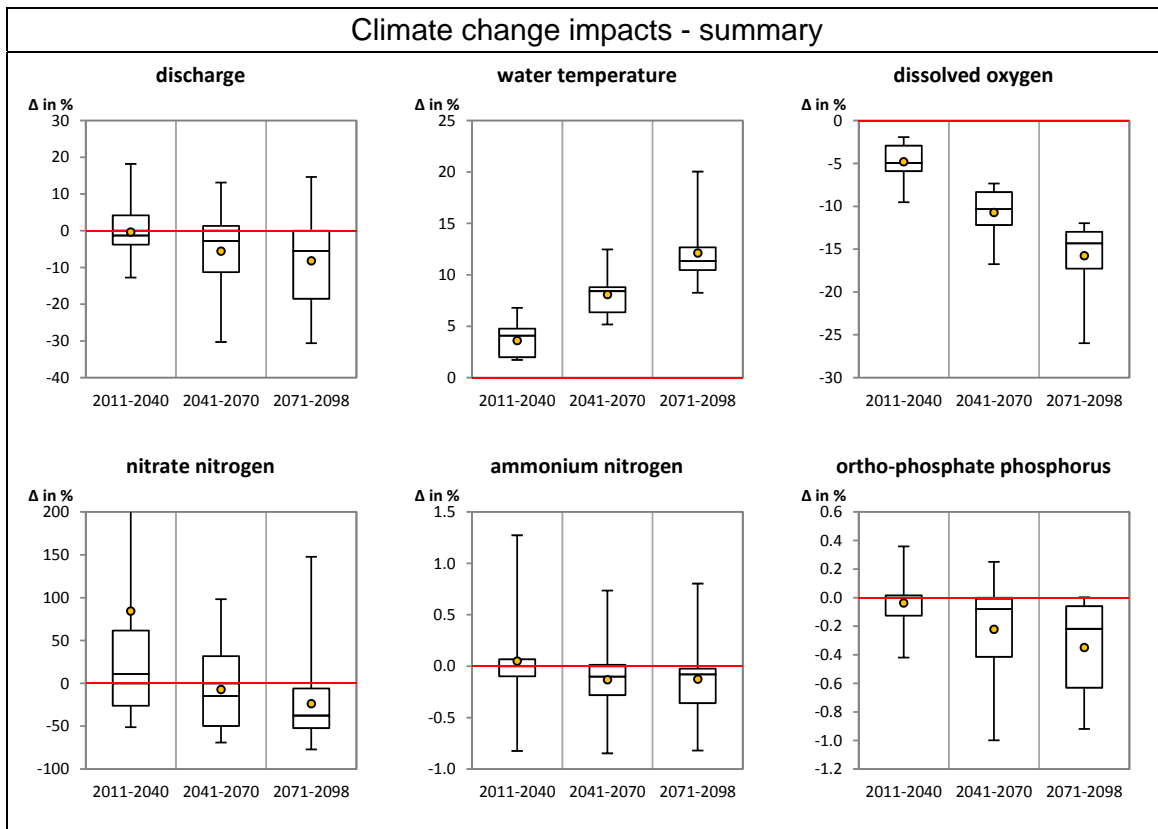 Climate change impacts - summary
discharge
Δ in %
30
20
10
0
-10
-20
-30
-40
2011-2040 2041-2070 2071-2098
water temperature
25
20
15
10
5
0
2011-2040 2041-2070 2071-2098
dissolved oxygen
Δ in %
0
-5
-10
-15
-20
-25
-30
2011-2040 2041-2070 2071-2098
nitrate nitrogen
Δ in %
200
150
100
50
0
-50
-100
2011-2040 2041-2070 2071-2098
ammonium nitrogen
Δ in %
1.5
1.0
0.5
0.0
-0.5
-1.0
2011-2040 2041-2070 2071-2098
ortho-phosphate phosphorus
Δ in %
0.6
0.4
0.2
0.0
-0.2
-0.4
-0.6
-0.8
-1.0
-1.2
2011-2040 2041-2070 2071-2098